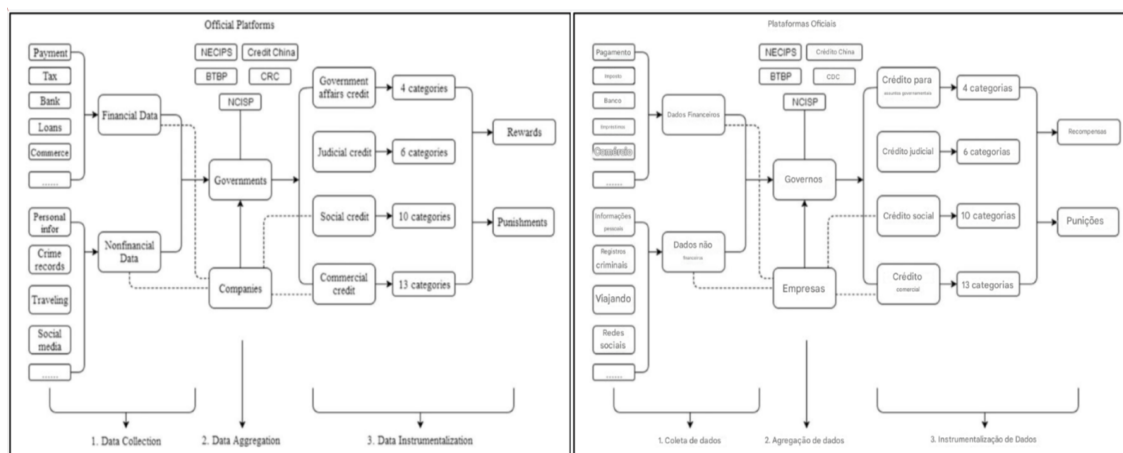 Official Platforms
Payment
Tax
Bank
Loans
Commerce
......
Personal
infor
Crime
records
Traveling
Social
media
......
Financial Data
Nonfinancial
Data
NECIPS
Credit China
BTBP
CRC
NCISP
Governments
Companies
Government
affairs credit
Judicial credit
Social credit
Commercial
credit
4 categories
6 categories
10 categories
13 categories
Rewards
Punishments
1. Data Collection
2. Data Aggregation
3. Data Instrumentalization
Plataformas Oficiais
Pagamento
Imposto
Banco
Empréstimos
......
Informações
pessoais
Registros
criminais
Viajando
Redes
sociais
......
Dados Financeiros
Dados não
financeiros
NECIPS
Crédito China
BTBP
CDC
NCISP
Governos
Empresas
Crédito para
assuntos governamentais
Crédito judicial
Crédito social
Crédito
comercial
4 categorias
6 categorias
10 categorias
13 categorias
Recompensas
Punições
1. Coleta de dados
2. Agregação de dados
3. Instrumentalização de Dados